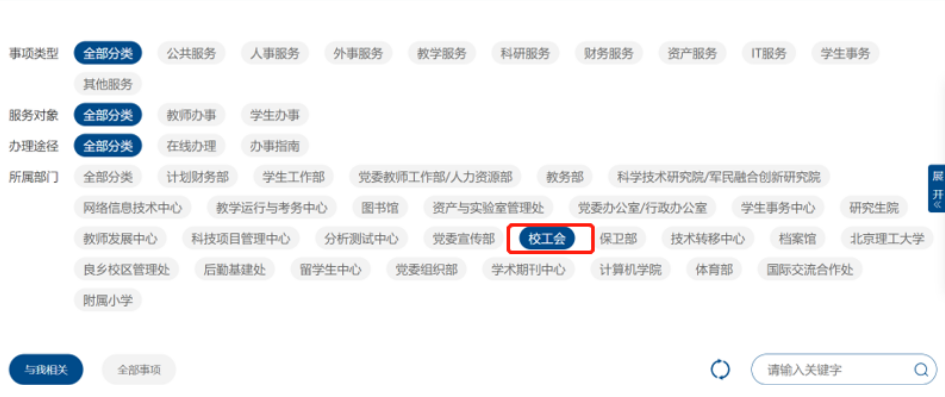 事项类型 全部分类 公共服务 人事服务 外事服务 教学服务 科研服务 财务服务 资产服务 IT服务 学生事务
其他服务
服务对象 全部分类 教师办事 学生办事
办理途径 全部分类 在线办理 办事指南
所属部门 全部分类 计划财务部 学生工作部 党委教师工作部/人力资源部 教务部 科学技术研究院/军民融合创新研究院
网络信息技术中心 教学运行与考务中心 图书馆 资产与实验室管理处 党委办公室/行政办公室 学生事务中心 研究生院
教师发展中心 科技项目管理中心 分析测试中心 党委宣传部 校工会 保卫部 技术转移中心 档案馆 北京理工大学
良乡校区管理处 后勤基建处 留学生中心 党委组织部 学术期刊中心 计算机学院 体育部 国际交流合作处
附属小学
展开«
与我相关 全部事项 请输入关键字